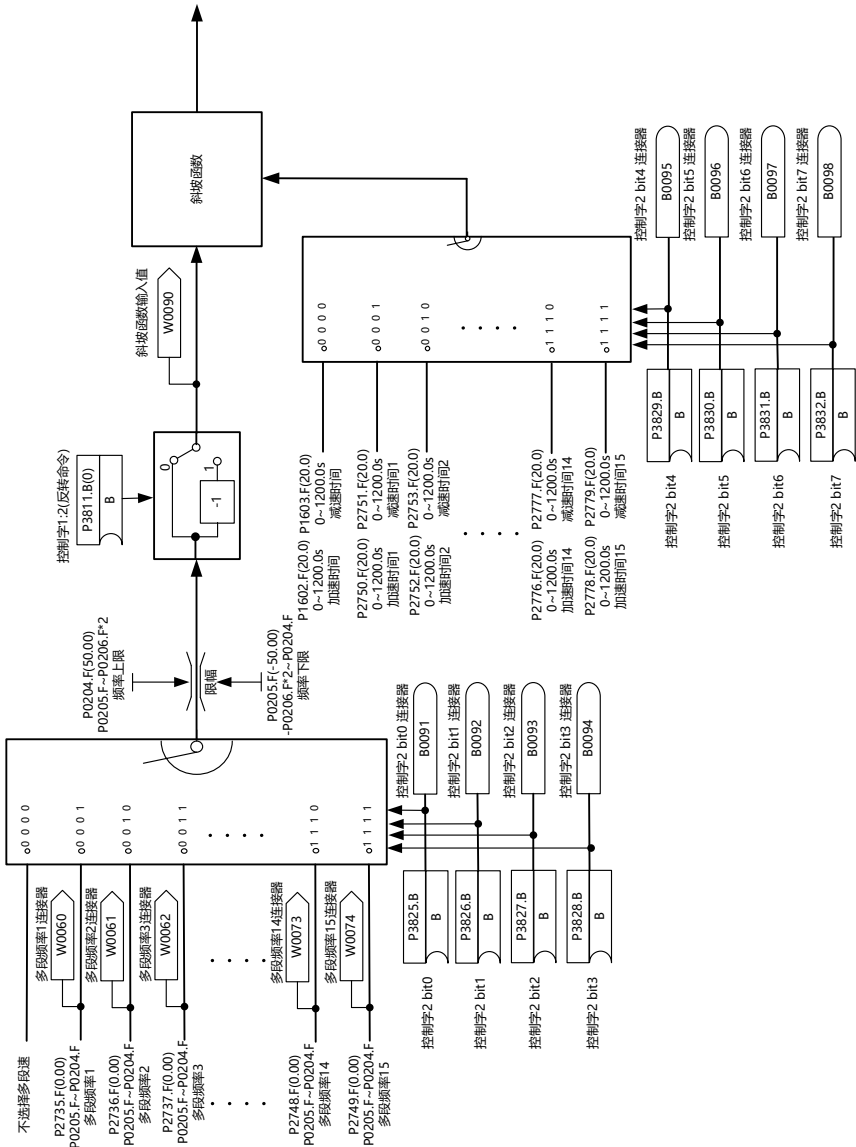 不选择多段速
P2735.F(0.00)
P0205.F~P0204.F
多段频率1
P2736.F(0.00)
P0205.F~P0204.F
多段频率2
P2737.F(0.00)
P0205.F~P0204.F
多段频率3
. . . .
P2748.F(0.00)
P0205.F~P0204.F
多段频率14
P2749.F(0.00)
P0205.F~P0204.F
多段频率15
多段频率1连接器
W0060
多段频率2连接器
W0061
多段频率3连接器
W0062
. . . .
多段频率14连接器
W0073
多段频率15连接器
W0074
0 0 0 0
0 0 0 1
0 0 1 0
0 0 1 1
. . . .
1 1 1 0
1 1 1 1
控制字2 bit0
P3825.B
B
控制字2 bit0 连接器
B0091
控制字2 bit1
P3826.B
B
控制字2 bit1 连接器
B0092
控制字2 bit2
P3827.B
B
控制字2 bit2 连接器
B0093
控制字2 bit3
P3828.B
B
控制字2 bit3 连接器
B0094
P0204.F(50.00)
P0205.F~P0206.F*2
频率上限
限幅
P0205.F(-50.00)
-P0206.F*2~P0204.F
频率下限
控制字1:2(反转命令)
P3811.B(0)
B
0
1
-1
斜坡函数输入值
W0090
斜坡函数
P1602.F(20.0)
0~1200.0s
加速时间
P1603.F(20.0)
0~1200.0s
减速时间
P2750.F(20.0)
0~1200.0s
加速时间1
P2751.F(20.0)
0~1200.0s
减速时间1
P2752.F(20.0)
0~1200.0s
加速时间2
P2753.F(20.0)
0~1200.0s
减速时间2
. . . .
P2776.F(20.0)
0~1200.0s
加速时间14
P2777.F(20.0)
0~1200.0s
减速时间14
P2778.F(20.0)
0~1200.0s
加速时间15
P2779.F(20.0)
0~1200.0s
减速时间15
0 0 0 0
0 0 0 1
0 0 1 0
. . . .
1 1 1 0
1 1 1 1
控制字2 bit4
P3829.B
B
控制字2 bit4 连接器
B0095
控制字2 bit5
P3830.B
B
控制字2 bit5 连接器
B0096
控制字2 bit6
P3831.B
B
控制字2 bit6 连接器
B0097
控制字2 bit7
P3832.B
B
控制字2 bit7 连接器
B0098